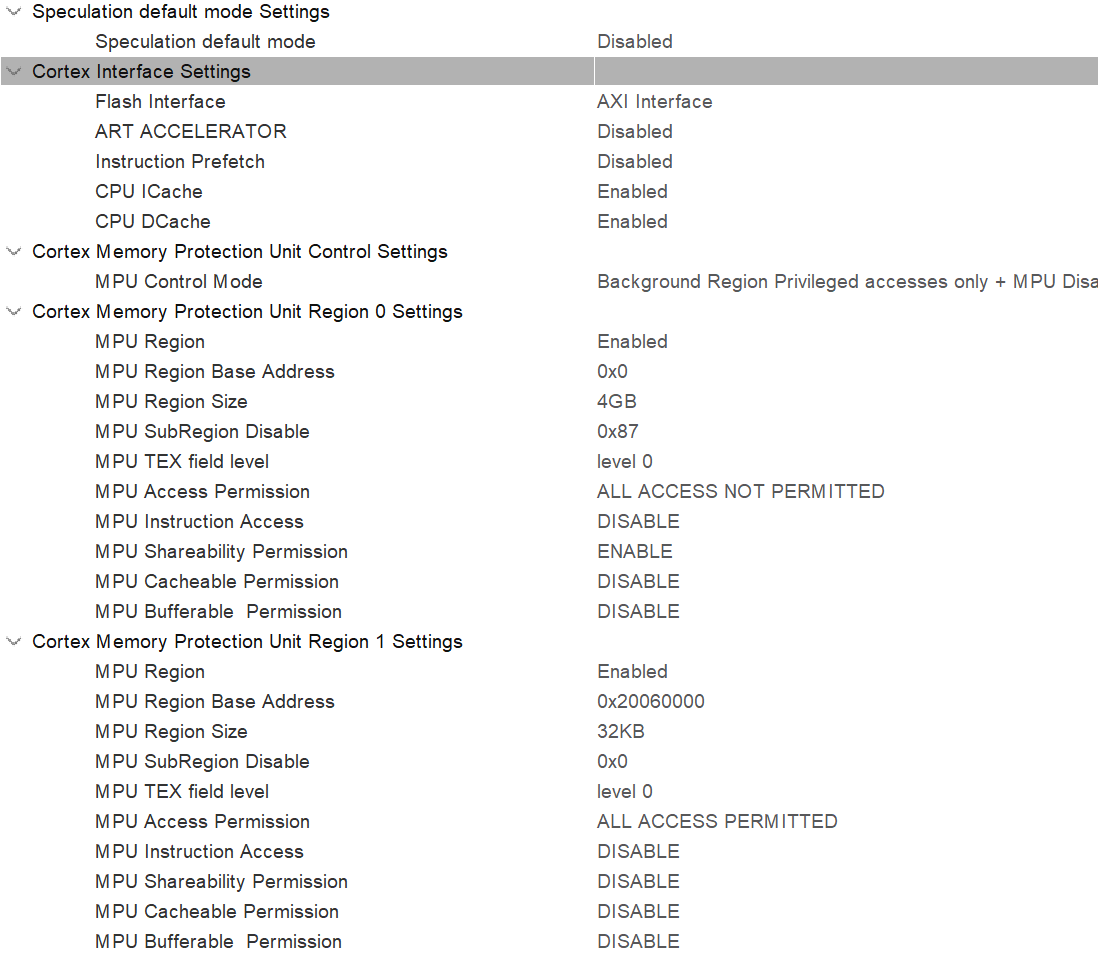 Speculation default mode Settings
Speculation default mode Disabled
Cortex Interface Settings
Flash Interface AXI Interface
ART ACCELERATOR Disabled
Instruction Prefetch Disabled
CPU ICache Enabled
CPU DCache Enabled
Cortex Memory Protection Unit Control Settings
MPU Control Mode Background Region Privileged accesses only + MPU Disa
Cortex Memory Protection Unit Region 0 Settings
MPU Region Enabled
MPU Region Base Address 0x0
MPU Region Size 4GB
MPU SubRegion Disable 0x87
MPU TEX field level level 0
MPU Access Permission ALL ACCESS NOT PERMITTED
MPU Instruction Access DISABLE
MPU Shareability Permission ENABLE
MPU Cacheable Permission DISABLE
MPU Bufferable  Permission DISABLE
Cortex Memory Protection Unit Region 1 Settings
MPU Region Enabled
MPU Region Base Address 0x20060000
MPU Region Size 32KB
MPU SubRegion Disable 0x0
MPU TEX field level level 0
MPU Access Permission ALL ACCESS PERMITTED
MPU Instruction Access DISABLE
MPU Shareability Permission DISABLE
MPU Cacheable Permission DISABLE
MPU Bufferable  Permission DISABLE